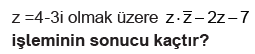 z =4-3i olmak üzere z·z̅−2z−7
işleminin sonucu kaçtır?